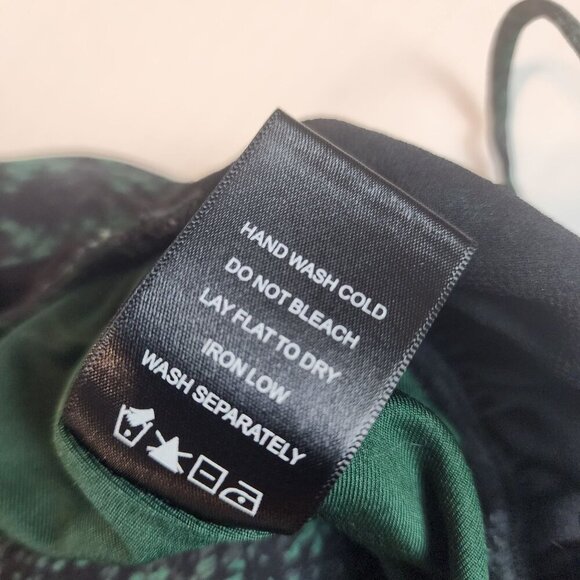 HAND WASH COLD
DO NOT BLEACH
LAY FLAT TO DRY
IRON LOW
WASH SEPARATELY